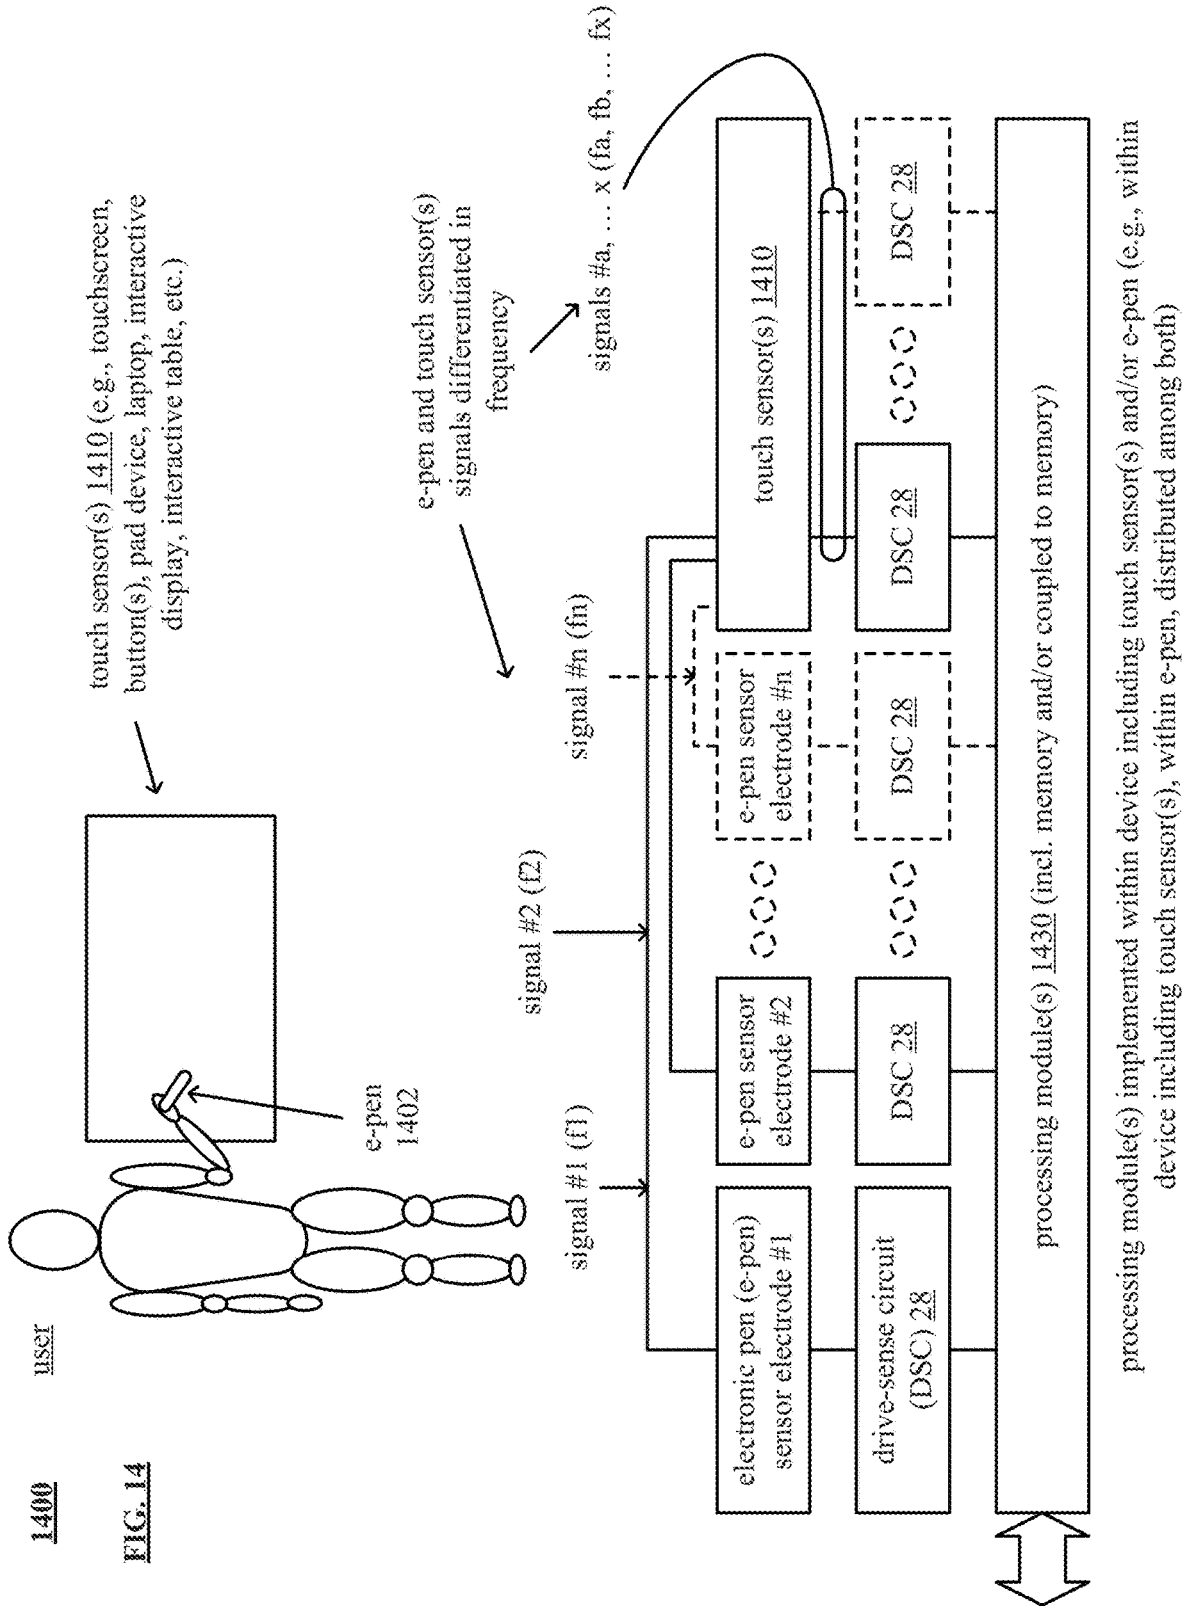 1400
FIG. 14
user
e-pen
1402
touch sensor(s) 1410 (e.g., touchscreen,
button(s), pad device, laptop, interactive
display, interactive table, etc.)
e-pen and touch sensor(s)
signals differentiated in
frequency
signal #1 (f1)
signal #2 (f2)
signal #n (fn)
signals #a, … x (fa, fb, … fx)
electronic pen (e-pen)
sensor electrode #1
e-pen sensor
electrode #2
e-pen sensor
electrode #n
touch sensor(s) 1410
drive-sense circuit
(DSC) 28
DSC 28
DSC 28
DSC 28
DSC 28
processing module(s) 1430 (incl. memory and/or coupled to memory)
processing module(s) implemented within device including touch sensor(s) and/or e-pen (e.g., within
device including touch sensor(s), within e-pen, distributed among both)